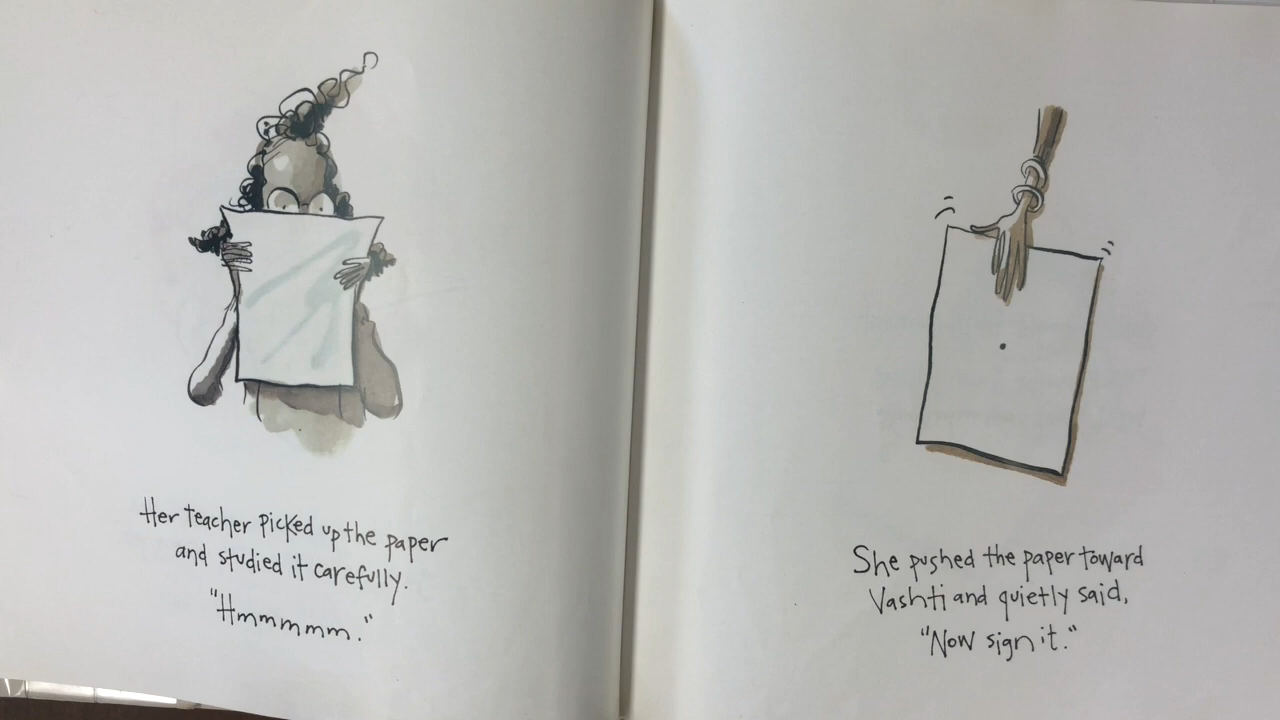 Her teacher picked up the paper
and studied it carefully.
"Hmmmmm."
She pushed the paper toward
Vashti and quietly said,
"Now sign it."